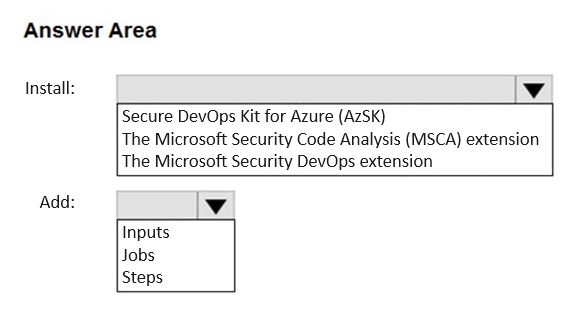 Answer Area
Install:
Secure DevOps Kit for Azure (AzSK)
The Microsoft Security Code Analysis (MSCA) extension
The Microsoft Security DevOps extension
Add:
Inputs
Jobs
Steps